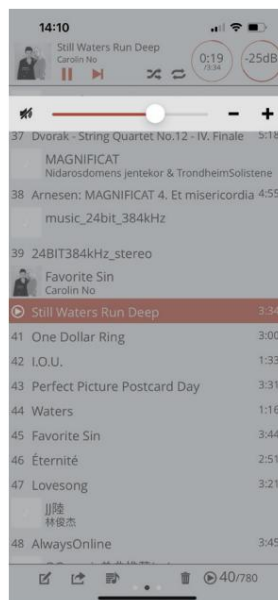 14:10
Still Waters Run Deep
Carolin No
0:19
/3:34
-25dB
37 Dvorak - String Quartet No.12 - IV. Finale 5:18
MAGNIFICAT
Nidarosdomens jentekor & TrondheimSolistene
38 Arnesen: MAGNIFICAT 4. Et misericordia 4:55
music_24bit_384kHz
39 24BIT384kHz_stereo
Favorite Sin
Carolin No
Still Waters Run Deep 3:34
41 One Dollar Ring 3:00
42 I.O.U. 1:33
43 Perfect Picture Postcard Day 3:31
44 Waters 1:16
45 Favorite Sin 3:44
46 Éternité 2:51
47 Lovesong 3:21
JJ陸
林俊杰
48 AlwaysOnline 3:45
40/780